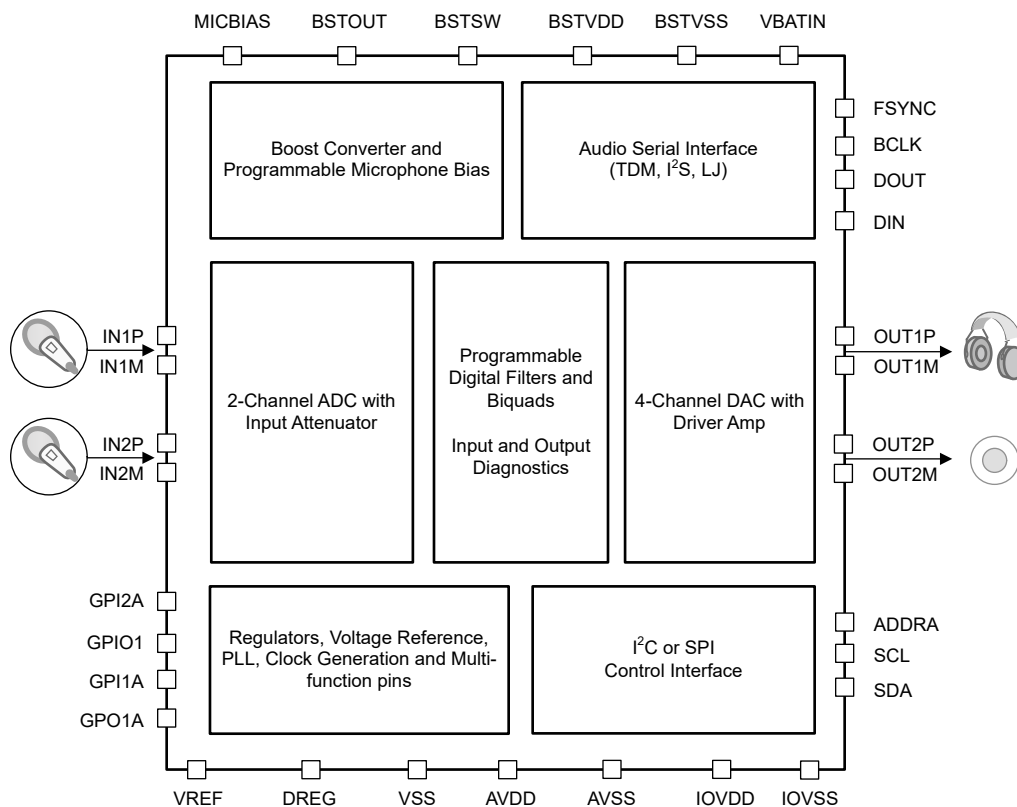 MICBIAS
BSTOUT
BSTSW
BSTVDD
BSTVSS
VBATIN
Boost Converter and
Programmable Microphone Bias
Audio Serial Interface
(TDM, I²S, LJ)
FSYNC
BCLK
DOUT
DIN
IN1P
IN1M
IN2P
IN2M
2-Channel ADC with
Input Attenuator
Programmable
Digital Filters and
Biquads
Input and Output
Diagnostics
4-Channel DAC with
Driver Amp
OUT1P
OUT1M
OUT2P
OUT2M
GPI2A
GPIO1
GPI1A
GPO1A
Regulators, Voltage Reference,
PLL, Clock Generation and Multi-
function pins
I²C or SPI
Control Interface
ADDRA
SCL
SDA
VREF
DREG
VSS
AVDD
AVSS
IOVDD
IOVSS